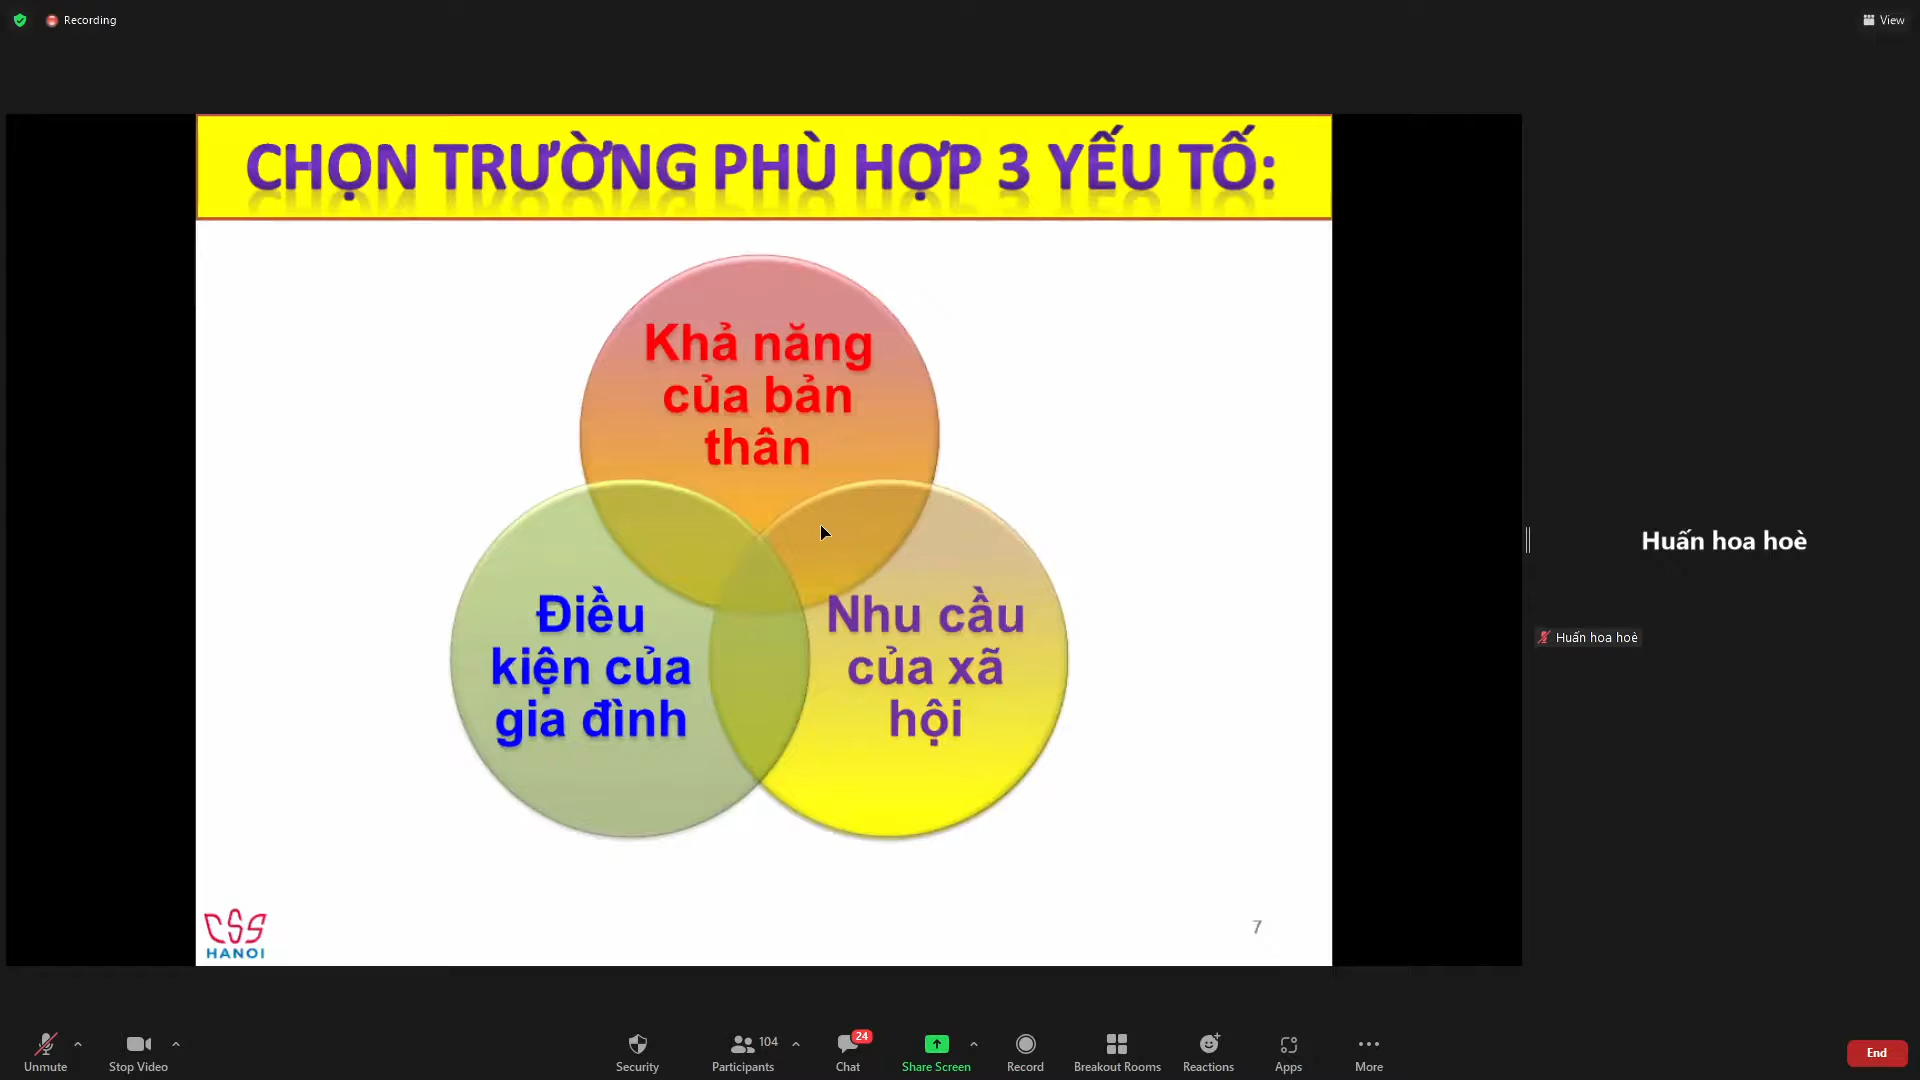 Recording
View
CHỌN TRƯỜNG PHÙ HỢP 3 YẾU TỐ:
Khả năng
của bản
thân
Điều
kiện của
gia đình
Nhu cầu
của xã
hội
Huấn hoa hoè
Huấn hoa hoè
CSS
HANOI
7
Unmute
Stop Video
Security
104
Participants
24
Chat
Share Screen
Record
Breakout Rooms
Reactions
Apps
More
End